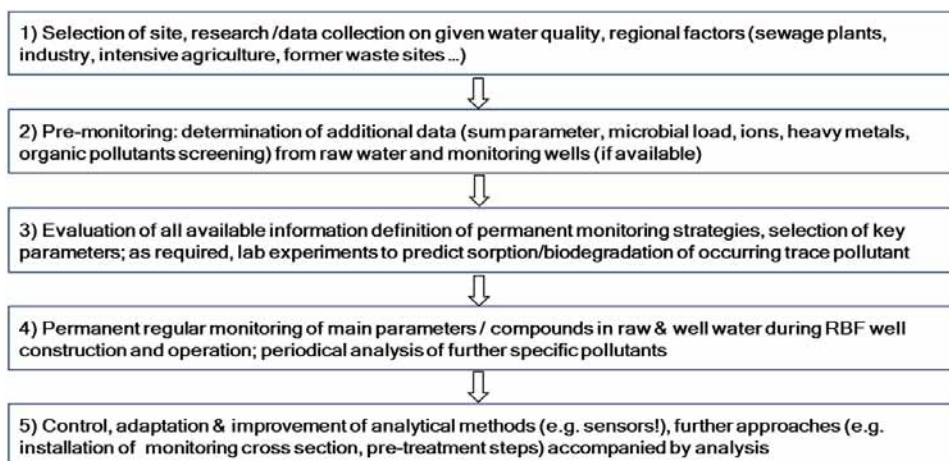 1) Selection of site, research /data collection on given water quality, regional factors (sewage plants,
industry, intensive agriculture, former waste sites ...)
2) Pre-monitoring: determination of additional data (sum parameter, microbial load, ions, heavy metals,
organic pollutants screening) from raw water and monitoring wells (if available)
3) Evaluation of all available information definition of permanent monitoring strategies, selection of key
parameters; as required, lab experiments to predict sorption/biodegradation of occurring trace pollutant
4) Permanent regular monitoring of main parameters / compounds in raw & well water during RBF well
construction and operation; periodical analysis of further specific pollutants
5) Control, adaptation & improvement of analytical methods (e.g. sensors!), further approaches (e.g.
installation of monitoring cross section, pre-treatment steps) accompanied by analysis